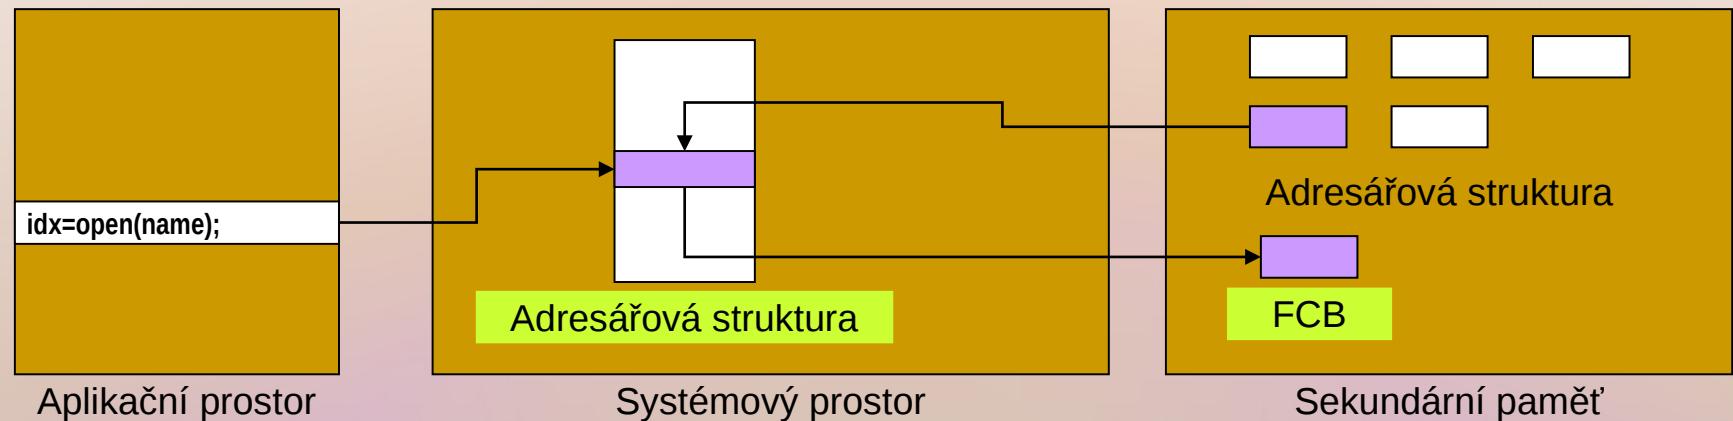 idx=open(name);
Adresářová struktura
Adresářová struktura
FCB
Aplikační prostor
Systémový prostor
Sekundární paměť